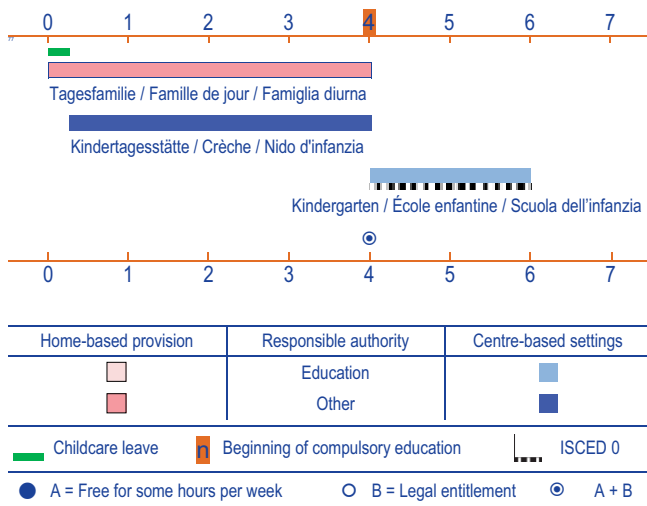 0 1 2 3 4 5 6 7
Tagesfamilie / Famille de jour / Famiglia diurna
Kindertagesstätte / Crèche / Nido d'infanzia
Kindergarten / École enfantine / Scuola dell'infanzia
0 1 2 3 4 5 6 7
Home-based provision Responsible authority Centre-based settings
Education
Other
Childcare leave n Beginning of compulsory education ISCED 0
A = Free for some hours per week B = Legal entitlement A + B